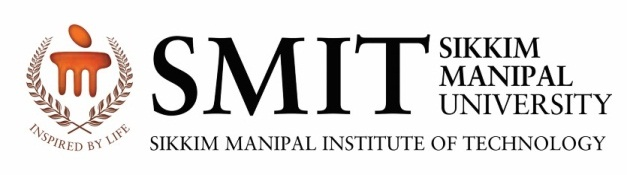 INSPIRED BY LIFE
SMIT
SIKKIM
MANIPAL
UNIVERSITY
SIKKIM MANIPAL INSTITUTE OF TECHNOLOGY